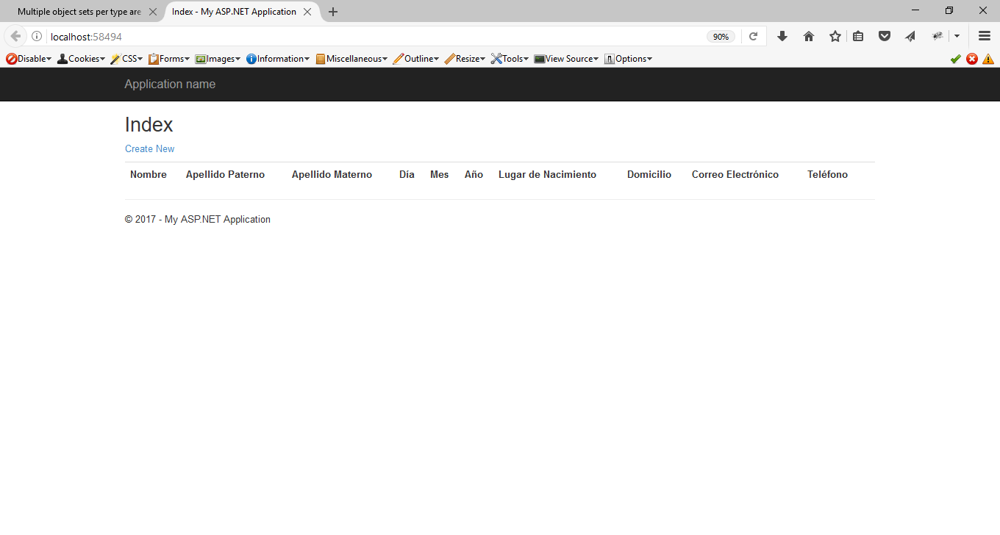 Multiple object sets per type are
Index - My ASP.NET Application
localhost:58494
90%
Disable Cookies CSS Forms Images Information Miscellaneous Outline Resize Tools View Source Options
Application name
Index
Create New
Nombre Apellido Paterno Apellido Materno Día Mes Año Lugar de Nacimiento Domicilio Correo Electrónico Teléfono
© 2017 - My ASP.NET Application